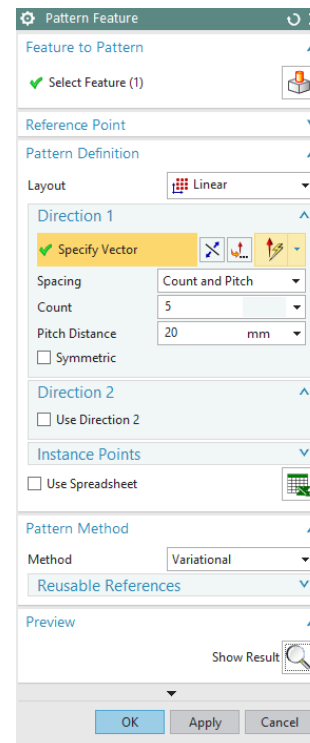 Pattern Feature
Feature to Pattern
Select Feature (1)
Reference Point
Pattern Definition
Layout Linear
Direction 1
Specify Vector
Spacing Count and Pitch
Count 5
Pitch Distance 20 mm
Symmetric
Direction 2
Use Direction 2
Instance Points
Use Spreadsheet
Pattern Method
Method Variational
Reusable References
Preview
Show Result
OK Apply Cancel